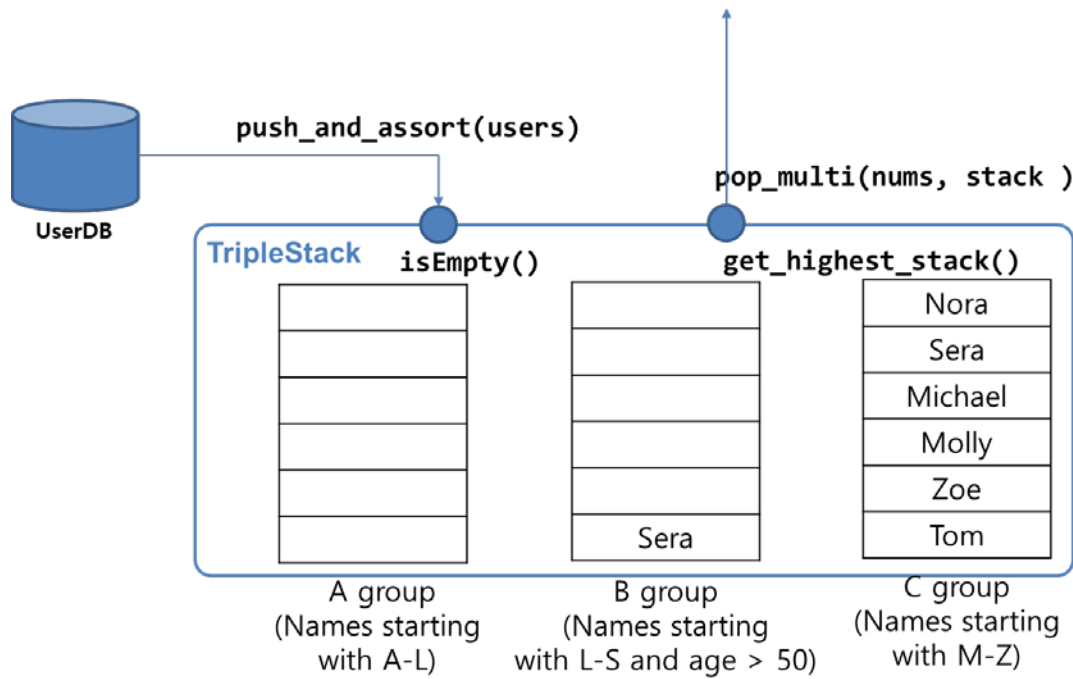 push_and_assort(users)
pop_multi(nums, stack )
UserDB
TripleStack
isEmpty()
get_highest_stack()
Nora
Sera
Michael
Molly
Zoe
Tom
Sera
A group
(Names starting
with A-L)
B group
(Names starting
with L-S and age > 50)
C group
(Names starting
with M-Z)